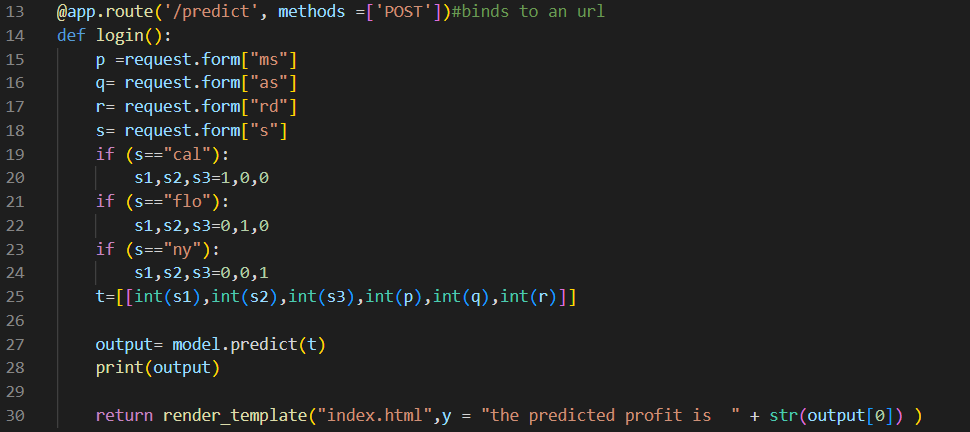 13 @app.route('/predict', methods =['POST'])#binds to an url
14 def login():
15     p =request.form["ms"]
16     q= request.form["as"]
17     r= request.form["rd"]
18     s= request.form["s"]
19     if (s=="cal"):
20         s1,s2,s3=1,0,0
21     if (s=="flo"):
22         s1,s2,s3=0,1,0
23     if (s=="ny"):
24         s1,s2,s3=0,0,1
25     t=[[int(s1),int(s2),int(s3),int(p),int(q),int(r)]]
26
27     output= model.predict(t)
28     print(output)
29
30     return render_template("index.html",y = "the predicted profit is  " + str(output[0]) )